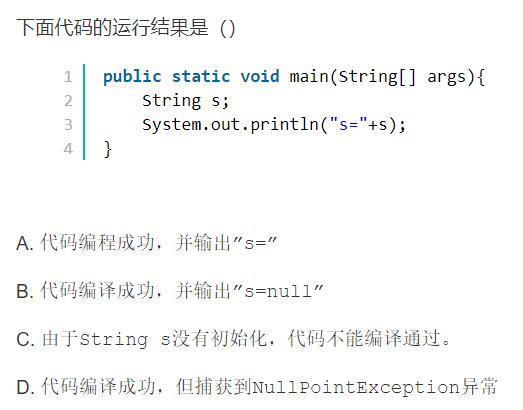 下面代码的运行结果是（）
1 public static void main(String[] args){
2 String s;
3 System.out.println("s="+s);
4 }
A. 代码编程成功，并输出”s=”
B. 代码编译成功，并输出”s=null”
C. 由于String s没有初始化，代码不能编译通过。
D. 代码编译成功，但捕获到NullPointException异常